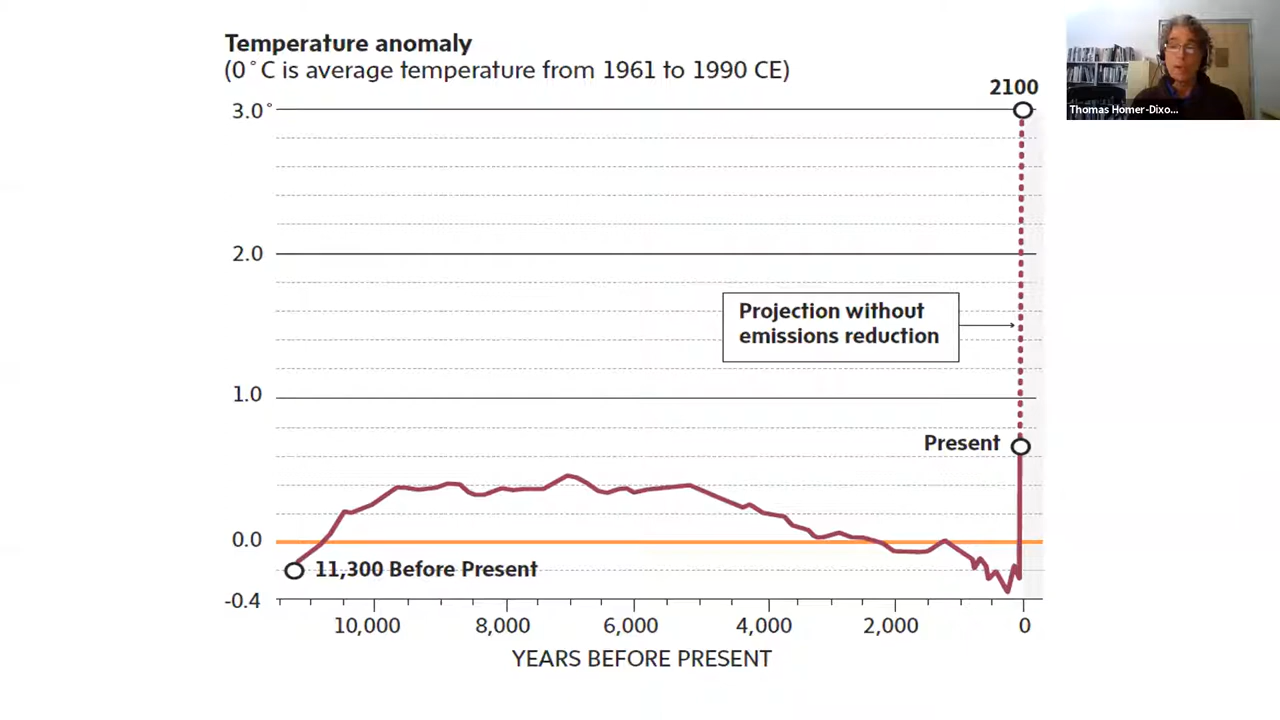 Temperature anomaly
(0°C is average temperature from 1961 to 1990 CE)
2100
3.0°
2.0
Projection without
emissions reduction
1.0
Present
0.0
11,300 Before Present
-0.4
10,000 8,000 6,000 4,000 2,000 0
YEARS BEFORE PRESENT
Thomas Homer-Dixo...